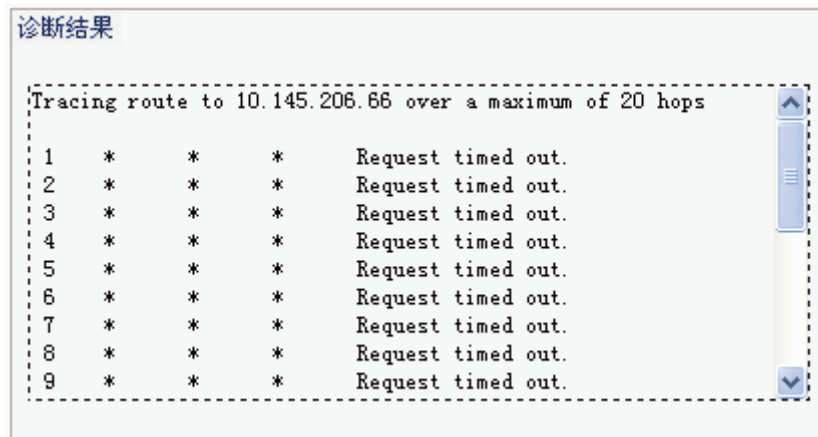 诊断结果
Tracing route to 10.145.206.66 over a maximum of 20 hops
1 * * * Request timed out.
2 * * * Request timed out.
3 * * * Request timed out.
4 * * * Request timed out.
5 * * * Request timed out.
6 * * * Request timed out.
7 * * * Request timed out.
8 * * * Request timed out.
9 * * * Request timed out.